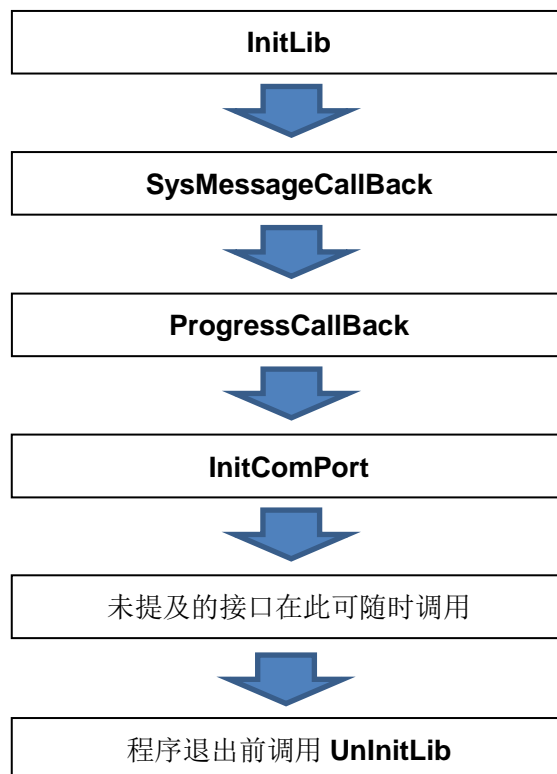 InitLib
SysMessageCallBack
ProgressCallBack
InitComPort
未提及的接口在此可随时调用
程序退出前调用 UnInitLib